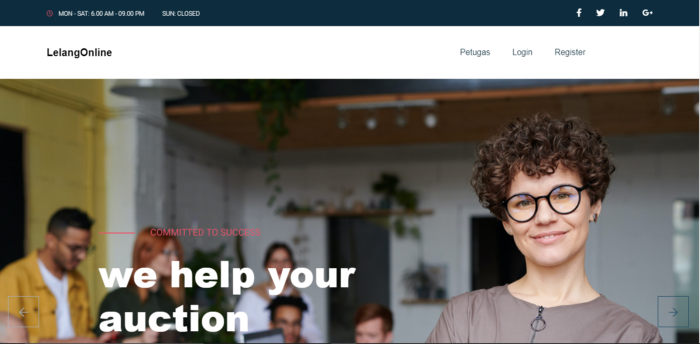 MON - SAT: 6.00 AM - 09.00 PM SUN: CLOSED
LelangOnline Petugas Login Register
COMMITTED TO SUCCESS
we help your
auction